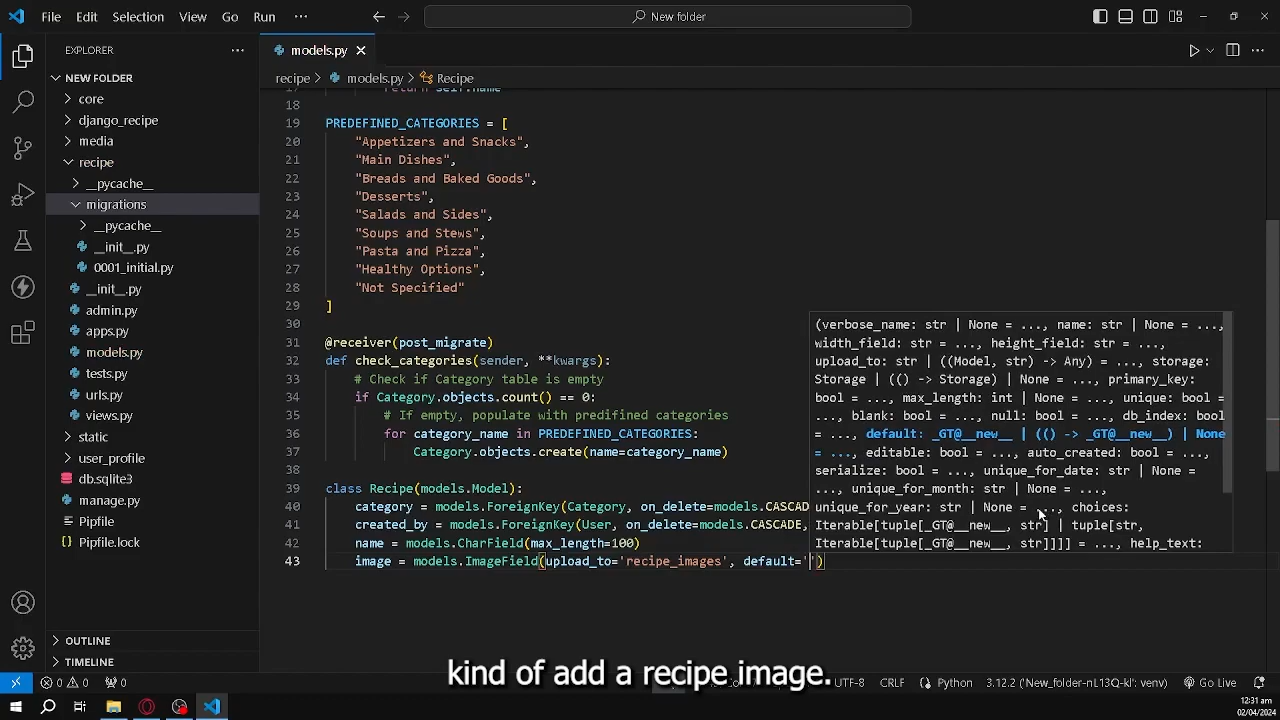 File Edit Selection View Go Run ··· New folder
EXPLORER ···
NEW FOLDER
core
django_recipe
media
recipe
__pycache__
migrations
__pycache__
__init__.py
0001_initial.py
__init__.py
admin.py
apps.py
models.py
tests.py
urls.py
views.py
static
user_profile
db.sqlite3
manage.py
Pipfile
Pipfile.lock
OUTLINE
TIMELINE
models.py
recipe > models.py > Recipe
17 return self.name
18
19 PREDEFINED_CATEGORIES = [
20 "Appetizers and Snacks",
21 "Main Dishes",
22 "Breads and Baked Goods",
23 "Desserts",
24 "Salads and Sides",
25 "Soups and Stews",
26 "Pasta and Pizza",
27 "Healthy Options",
28 "Not Specified"
29 ]
30
31 @receiver(post_migrate)
32 def check_categories(sender, **kwargs):
33 # Check if Category table is empty
34 if Category.objects.count() == 0:
35 # If empty, populate with predifined categories
36 for category_name in PREDEFINED_CATEGORIES:
37 Category.objects.create(name=category_name)
38
39 class Recipe(models.Model):
40 category = models.ForeignKey(Category, on_delete=models.CASCADE,
41 created_by = models.ForeignKey(User, on_delete=models.CASCADE,
42 name = models.CharField(max_length=100)
43 image = models.ImageField(upload_to='recipe_images', default='')
(verbose_name: str | None = ..., name: str | None = ...,
width_field: str = ..., height_field: str = ...,
upload_to: str | ((Model, str) -> Any) = ..., storage:
Storage | (() -> Storage) | None = ..., primary_key:
bool = ..., max_length: int | None = ..., unique: bool =
..., blank: bool = ..., null: bool = ..., db_index: bool
= ..., default: _GT@__new__ | (() -> _GT@__new__) | None
= ..., editable: bool = ..., auto_created: bool = ...,
serialize: bool = ..., unique_for_date: str | None =
..., unique_for_month: str | None = ...,
unique_for_year: str | None = ..., choices:
Iterable[tuple[_GT@__new__, str] | tuple[str,
Iterable[tuple[_GT@__new__, str]]]] = ..., help_text:
kind of add a recipe image.
0 0 0 UTF-8 CRLF Python 3.12.2 ('New_folder-nL13Q-kl': venv) Go Live
12:31 am
02/04/2024